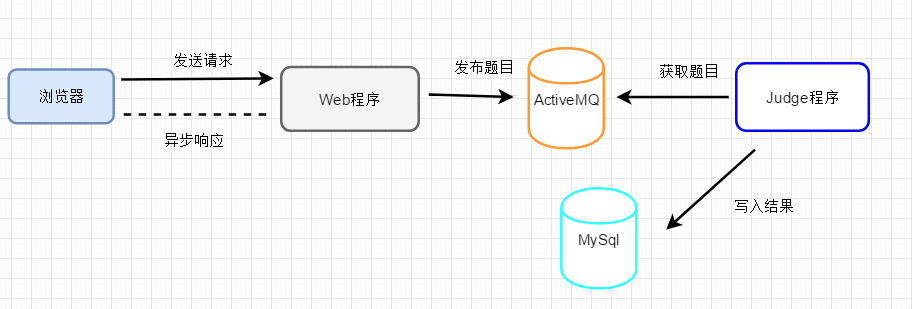 发送请求
浏览器
Web程序
异步响应
发布题目
ActiveMQ
获取题目
Judge程序
写入结果
MySql